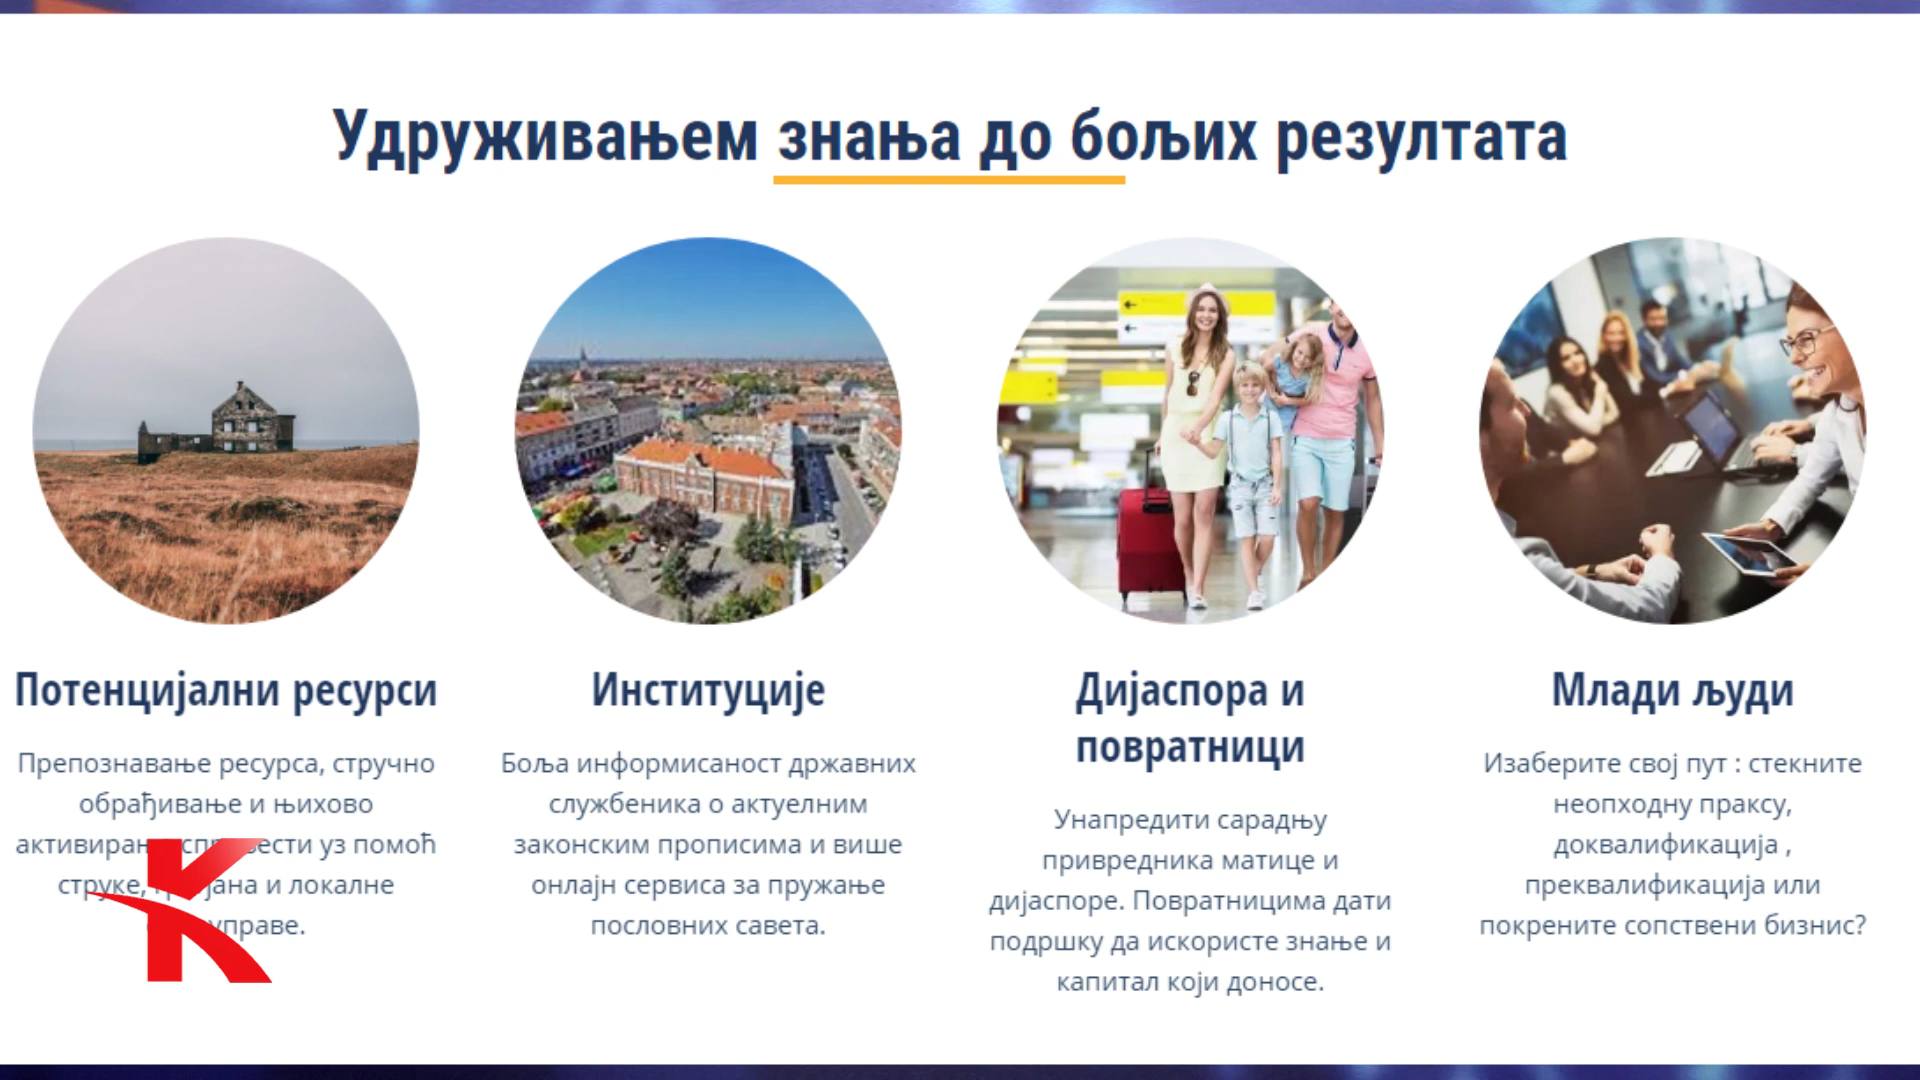 Удруживањем знања до бољих резултата
Потенцијални ресурси
Препознавање ресурса, стручно
обрађивање и њихово
уз помоћ
струке, и локалне
Институције
Боља информисаност државних
службеника о актуелним
законским прописима и више
онлајн сервиса за пружање
пословних савета.
Дијаспора и
повратници
Унапредити сарадњу
привредника матице и
дијаспоре. Повратницима дати
подршку да искористе знање и
капитал који доносе.
Млади људи
Изаберите свој пут : стекните
неопходну праксу,
доквалификација ,
преквалификација или
покрените сопствени бизнис?